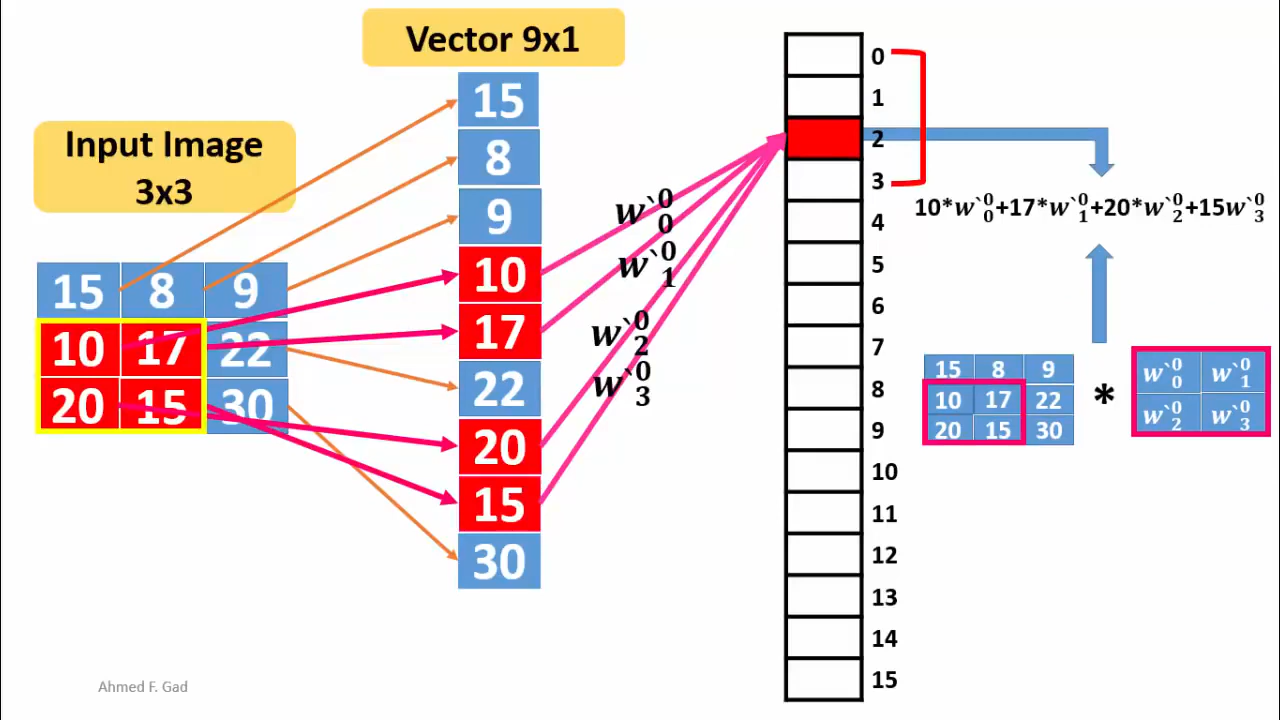 Input Image
3x3
15 8 9
10 17 22
20 15 30
Vector 9x1
15
8
9
10
17
22
20
15
30
w`⁰₀
w`⁰₁
w`⁰₂
w`⁰₃
0
1
2
3
4
5
6
7
8
9
10
11
12
13
14
15
10*w`⁰₀+17*w`⁰₁+20*w`⁰₂+15w`⁰₃
15 8 9
10 17 22
20 15 30
*
w`⁰₀ w`⁰₁
w`⁰₂ w`⁰₃
Ahmed F. Gad